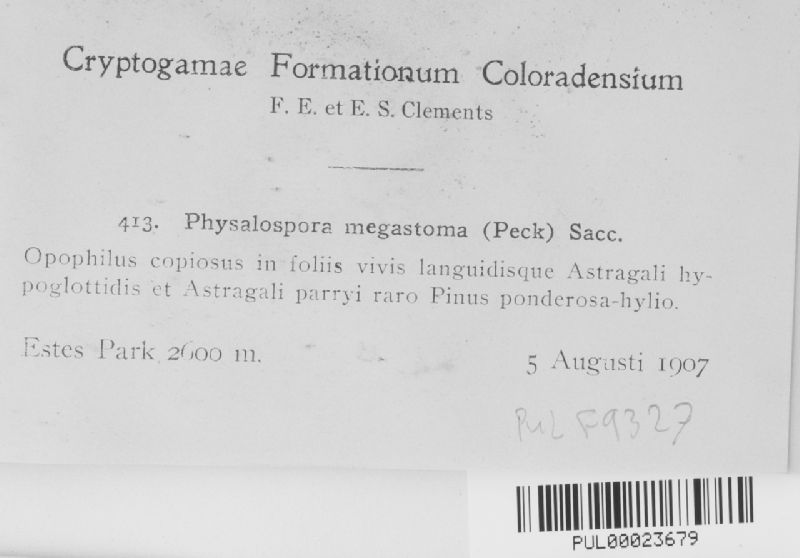 Cryptogamae Formationum Coloradensium
F. E. et E. S. Clements
413. Physalospora megastoma (Peck) Sacc.
Opophilus copiosus in foliis vivis languidisque Astragali hy-
poglottidis et Astragali parryi raro Pinus ponderosa-hylio.
Estes Park 2600 m. 5 Augusti 1907
PUL F9327
PUL00023679